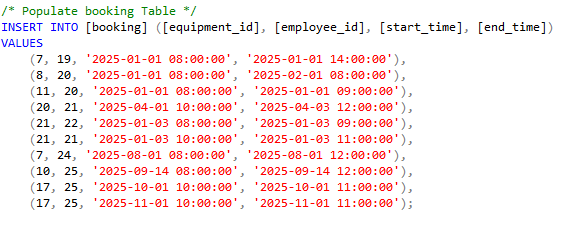 /* Populate booking Table */
INSERT INTO [booking] ([equipment_id], [employee_id], [start_time], [end_time])
VALUES
(7, 19, '2025-01-01 08:00:00', '2025-01-01 14:00:00'),
(8, 20, '2025-01-01 08:00:00', '2025-02-01 08:00:00'),
(11, 20, '2025-01-01 08:00:00', '2025-01-01 09:00:00'),
(20, 21, '2025-04-01 10:00:00', '2025-04-03 12:00:00'),
(21, 22, '2025-01-03 08:00:00', '2025-01-03 09:00:00'),
(21, 21, '2025-01-03 10:00:00', '2025-01-03 11:00:00'),
(7, 24, '2025-08-01 08:00:00', '2025-08-01 12:00:00'),
(10, 25, '2025-09-14 08:00:00', '2025-09-14 12:00:00'),
(17, 25, '2025-10-01 10:00:00', '2025-10-01 11:00:00'),
(17, 25, '2025-11-01 10:00:00', '2025-11-01 11:00:00');